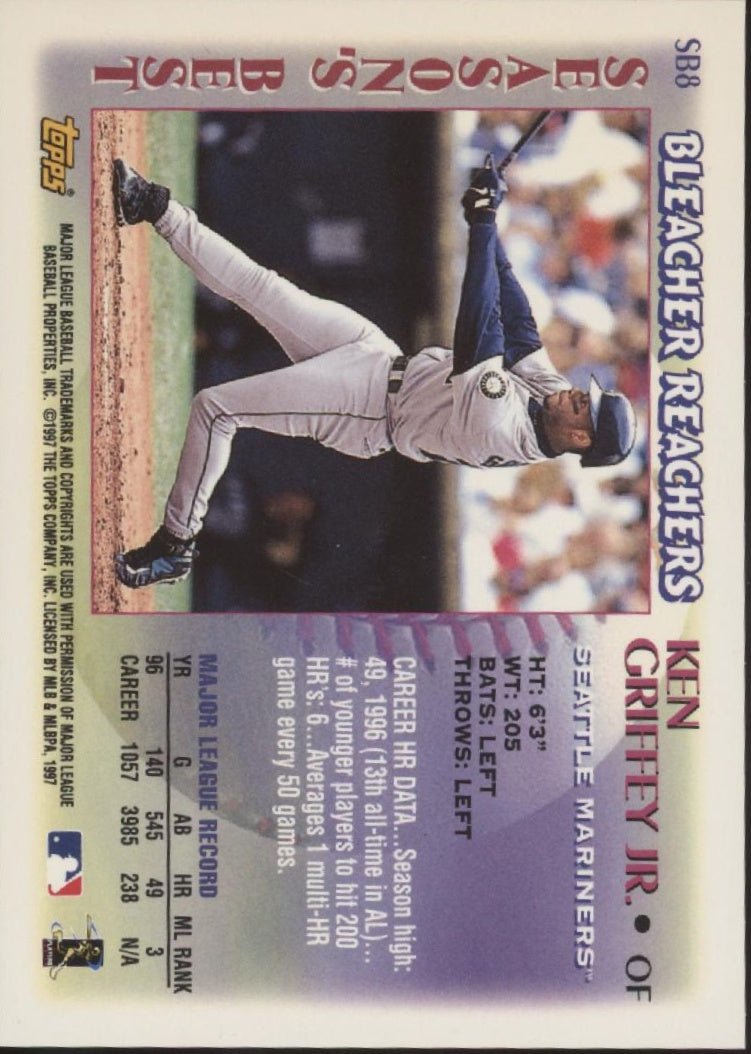 SB8
BLEACHER REACHERS
SEASON'S BEST
KEN
GRIFFEY JR. • OF
SEATTLE MARINERS™
HT: 6'3"
WT: 205
BATS: LEFT
THROWS: LEFT
CAREER HR DATA...Season high:
49, 1996 (13th all-time in AL)...
# of younger players to hit 200
HR's: 6...Averages 1 multi-HR
game every 50 games.
MAJOR LEAGUE RECORD
YR G AB HR ML RANK
96 140 545 49 3
CAREER 1057 3985 238 N/A
topps®
MAJOR LEAGUE BASEBALL TRADEMARKS AND COPYRIGHTS ARE USED WITH PERMISSION OF MAJOR LEAGUE
BASEBALL PROPERTIES, INC. ©1997 THE TOPPS COMPANY, INC. LICENSED BY MLB & MLBPA, 1997